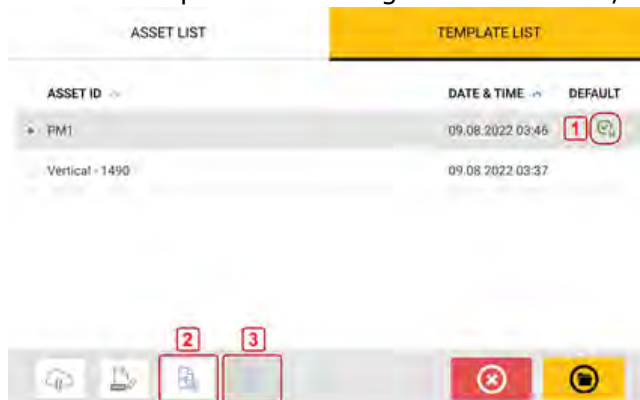 ASSET LIST TEMPLATE LIST
ASSET ID DATE & TIME DEFAULT
PM1 09.08.2022 03:46 1
Vertical - 1490 09.08.2022 03:37
2 3